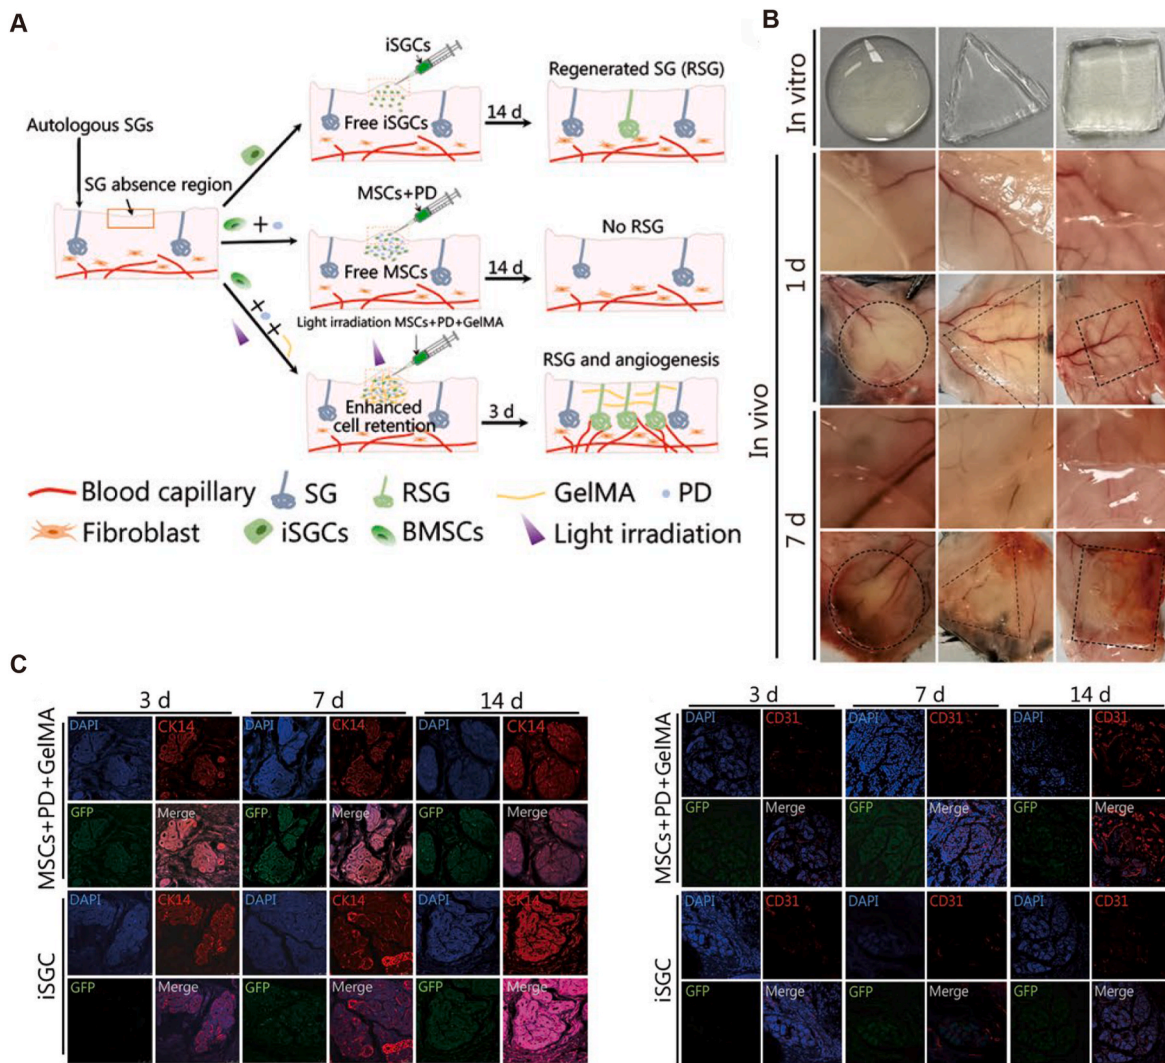 A
iSGCs
Regenerated SG (RSG)
Autologous SGs
Free iSGCs
14 d
SG absence region
MSCs+PD
No RSG
+
Free MSCs
14 d
+
+
Light irradiation MSCs+PD+GelMA
RSG and angiogenesis
Enhanced
cell retention
3 d
Blood capillary
SG
RSG
GelMA
PD
Fibroblast
iSGCs
BMSCs
Light irradiation
B
In vitro
In vivo
1 d
7 d
C
3 d
7 d
14 d
MSCs+PD+GelMA
DAPI
CK14
DAPI
CK14
DAPI
CK14
GFP
Merge
GFP
Merge
GFP
Merge
iSGC
DAPI
CK14
DAPI
CK14
DAPI
CK14
GFP
Merge
GFP
Merge
GFP
Merge
3 d
7 d
14 d
MSCs+PD+GelMA
DAPI
CD31
DAPI
CD31
DAPI
CD31
GFP
Merge
GFP
Merge
GFP
Merge
iSGC
DAPI
CD31
DAPI
CD31
DAPI
CD31
GFP
Merge
GFP
Merge
GFP
Merge